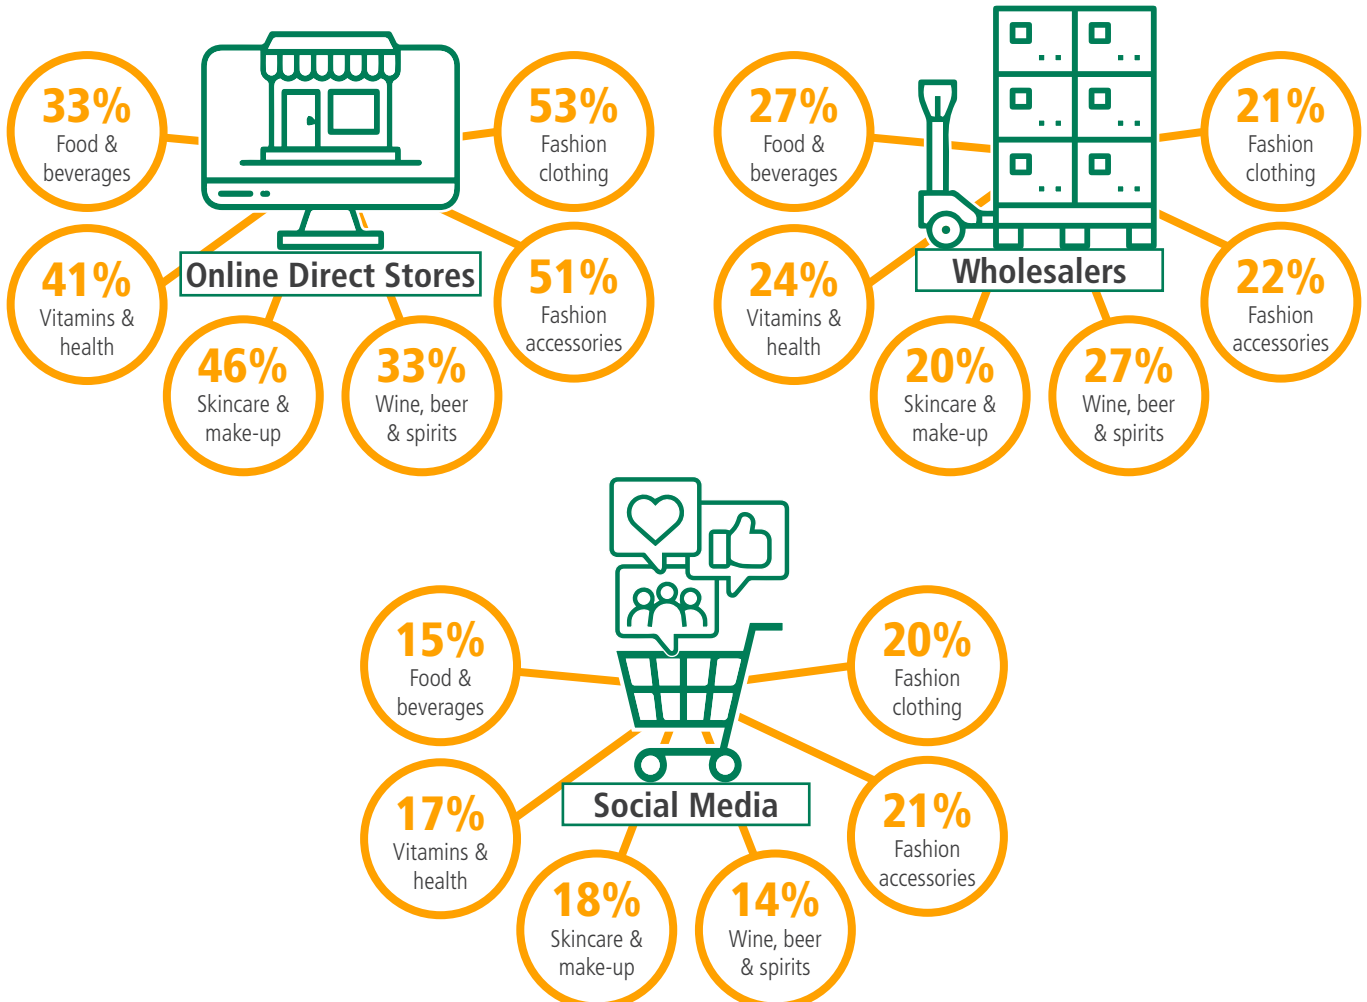 33%
Food &
beverages
53%
Fashion
clothing
41%
Vitamins &
health
Online Direct Stores
51%
Fashion
accessories
46%
Skincare &
make-up
33%
Wine, beer
& spirits
27%
Food &
beverages
21%
Fashion
clothing
24%
Vitamins &
health
Wholesalers
22%
Fashion
accessories
20%
Skincare &
make-up
27%
Wine, beer
& spirits
15%
Food &
beverages
20%
Fashion
clothing
17%
Vitamins &
health
Social Media
21%
Fashion
accessories
18%
Skincare &
make-up
14%
Wine, beer
& spirits